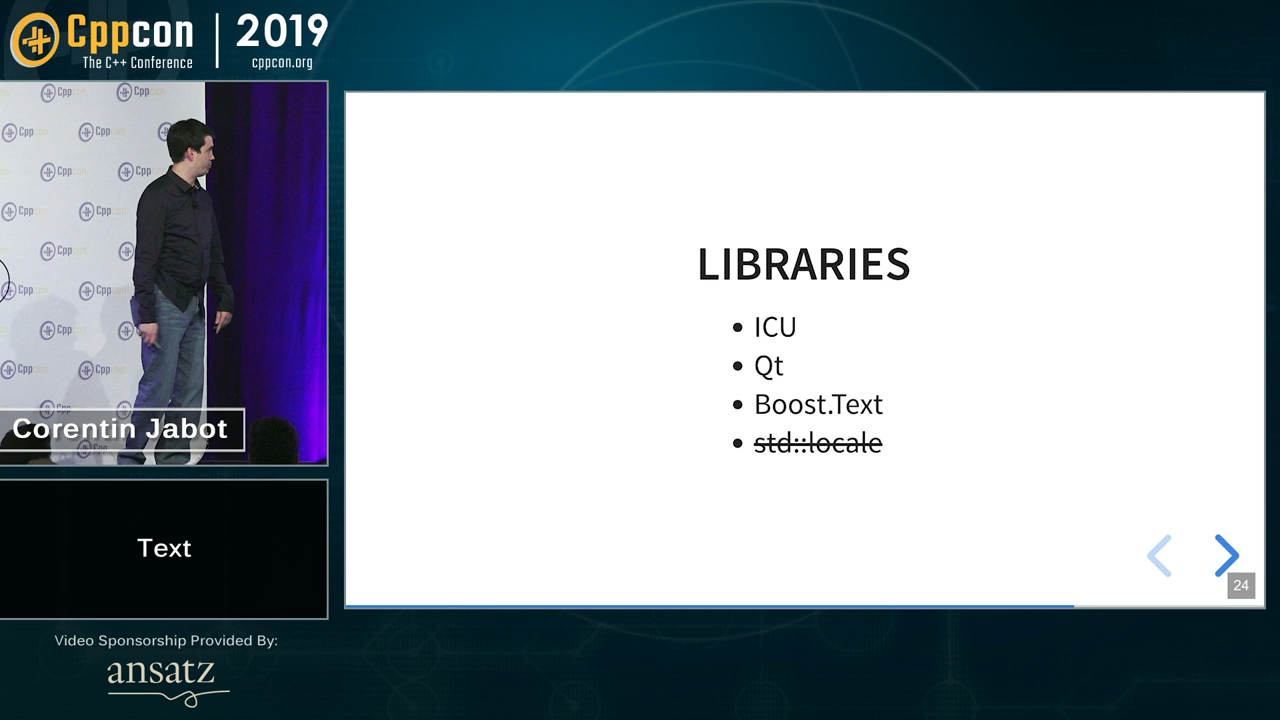 Cppcon
The C++ Conference
2019
cppcon.org
Corentin Jabot
Text
Video Sponsorship Provided By:
ansatz
LIBRARIES
• ICU
• Qt
• Boost.Text
• std::locale
24